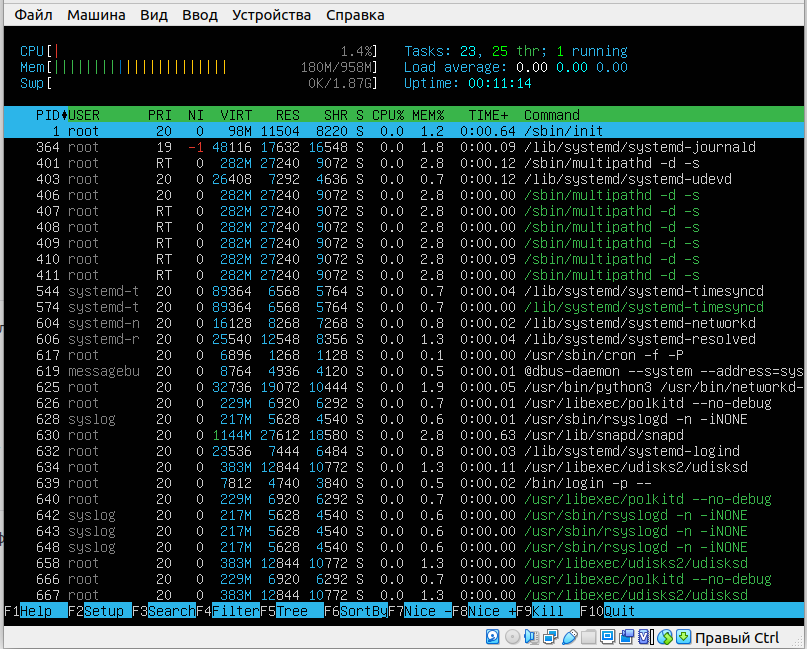 Файл Машина Вид Ввод Устройства Справка
CPU[| 1.4%] Tasks: 23, 25 thr; 1 running
Mem[|||||||||||||||||||||| 180M/958M] Load average: 0.00 0.00 0.00
Swp[ 0K/1.87G] Uptime: 00:11:14
PID♦USER PRI NI VIRT RES SHR S CPU% MEM% TIME+ Command
1 root 20 0 98M 11504 8220 S 0.0 1.2 0:00.64 /sbin/init
364 root 19 -1 48116 17632 16548 S 0.0 1.8 0:00.09 /lib/systemd/systemd-journald
401 root RT 0 282M 27240 9072 S 0.0 2.8 0:00.12 /sbin/multipathd -d -s
403 root 20 0 26408 7292 4636 S 0.0 0.7 0:00.12 /lib/systemd/systemd-udevd
406 root 20 0 282M 27240 9072 S 0.0 2.8 0:00.00 /sbin/multipathd -d -s
407 root RT 0 282M 27240 9072 S 0.0 2.8 0:00.00 /sbin/multipathd -d -s
408 root RT 0 282M 27240 9072 S 0.0 2.8 0:00.00 /sbin/multipathd -d -s
409 root RT 0 282M 27240 9072 S 0.0 2.8 0:00.00 /sbin/multipathd -d -s
410 root RT 0 282M 27240 9072 S 0.0 2.8 0:00.09 /sbin/multipathd -d -s
411 root RT 0 282M 27240 9072 S 0.0 2.8 0:00.00 /sbin/multipathd -d -s
544 systemd-t 20 0 89364 6568 5764 S 0.0 0.7 0:00.04 /lib/systemd/systemd-timesyncd
574 systemd-t 20 0 89364 6568 5764 S 0.0 0.7 0:00.00 /lib/systemd/systemd-timesyncd
604 systemd-n 20 0 16128 8268 7268 S 0.0 0.8 0:00.02 /lib/systemd/systemd-networkd
606 systemd-r 20 0 25540 12548 8356 S 0.0 1.3 0:00.04 /lib/systemd/systemd-resolved
617 root 20 0 6896 1268 1128 S 0.0 0.1 0:00.00 /usr/sbin/cron -f -P
619 messagebu 20 0 8764 4936 4120 S 0.0 0.5 0:00.01 @dbus-daemon --system --address=sys
625 root 20 0 32736 19072 10444 S 0.0 1.9 0:00.05 /usr/bin/python3 /usr/bin/networkd-
626 root 20 0 229M 6920 6292 S 0.0 0.7 0:00.01 /usr/libexec/polkitd --no-debug
628 syslog 20 0 217M 5628 4540 S 0.0 0.6 0:00.01 /usr/sbin/rsyslogd -n -iNONE
630 root 20 0 1144M 27612 18580 S 0.0 2.8 0:00.63 /usr/lib/snapd/snapd
632 root 20 0 23536 7444 6484 S 0.0 0.8 0:00.03 /lib/systemd/systemd-logind
634 root 20 0 383M 12844 10772 S 0.0 1.3 0:00.11 /usr/libexec/udisks2/udisksd
639 root 20 0 7812 4740 3840 S 0.0 0.5 0:00.02 /bin/login -p --
640 root 20 0 229M 6920 6292 S 0.0 0.7 0:00.00 /usr/libexec/polkitd --no-debug
642 syslog 20 0 217M 5628 4540 S 0.0 0.6 0:00.00 /usr/sbin/rsyslogd -n -iNONE
643 syslog 20 0 217M 5628 4540 S 0.0 0.6 0:00.00 /usr/sbin/rsyslogd -n -iNONE
648 syslog 20 0 217M 5628 4540 S 0.0 0.6 0:00.00 /usr/sbin/rsyslogd -n -iNONE
658 root 20 0 383M 12844 10772 S 0.0 1.3 0:00.00 /usr/libexec/udisks2/udisksd
666 root 20 0 229M 6920 6292 S 0.0 0.7 0:00.00 /usr/libexec/polkitd --no-debug
667 root 20 0 383M 12844 10772 S 0.0 1.3 0:00.00 /usr/libexec/udisks2/udisksd
F1Help F2Setup F3SearchF4FilterF5Tree F6SortByF7Nice -F8Nice +F9Kill F10Quit
Правый Ctrl